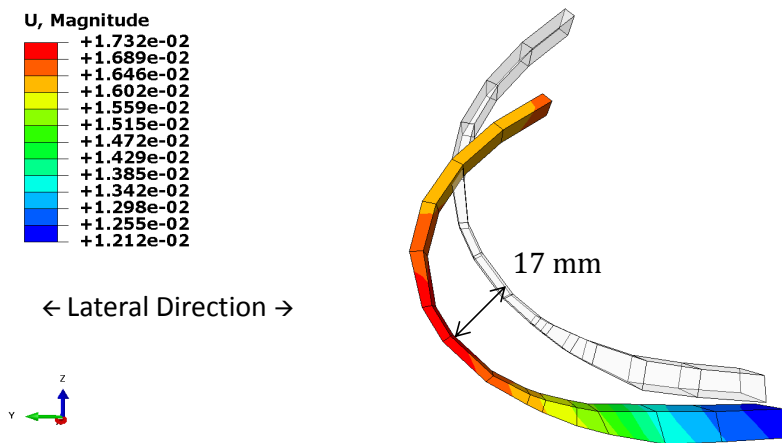 U, Magnitude
+1.732e-02
+1.689e-02
+1.646e-02
+1.602e-02
+1.559e-02
+1.515e-02
+1.472e-02
+1.429e-02
+1.385e-02
+1.342e-02
+1.298e-02
+1.255e-02
+1.212e-02
17 mm
← Lateral Direction →
Z
Y